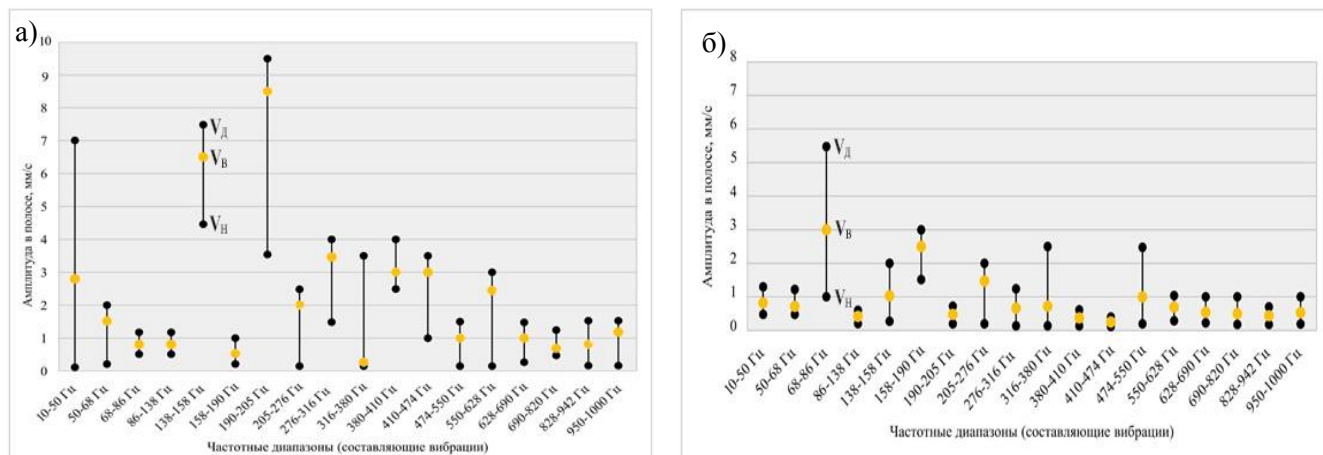 а)
10
9
8
7
6
5
4
3
2
1
0
Амплитуда в полосе, мм/с
VД
VВ
VН
10-50 Гц
50-68 Гц
68-86 Гц
86-138 Гц
138-158 Гц
158-190 Гц
190-205 Гц
205-276 Гц
276-316 Гц
316-380 Гц
380-410 Гц
410-474 Гц
474-550 Гц
550-628 Гц
628-690 Гц
690-820 Гц
828-942 Гц
950-1000 Гц
Частотные диапазоны (составляющие вибрации)
б)
8
7
6
5
4
3
2
1
0
Амплитуда в полосе, мм/с
VД
VВ
VН
10-50 Гц
50-68 Гц
68-86 Гц
86-138 Гц
138-158 Гц
158-190 Гц
190-205 Гц
205-276 Гц
276-316 Гц
316-380 Гц
380-410 Гц
410-474 Гц
474-550 Гц
550-628 Гц
628-690 Гц
690-820 Гц
828-942 Гц
950-1000 Гц
Частотные диапазоны (составляющие вибрации)